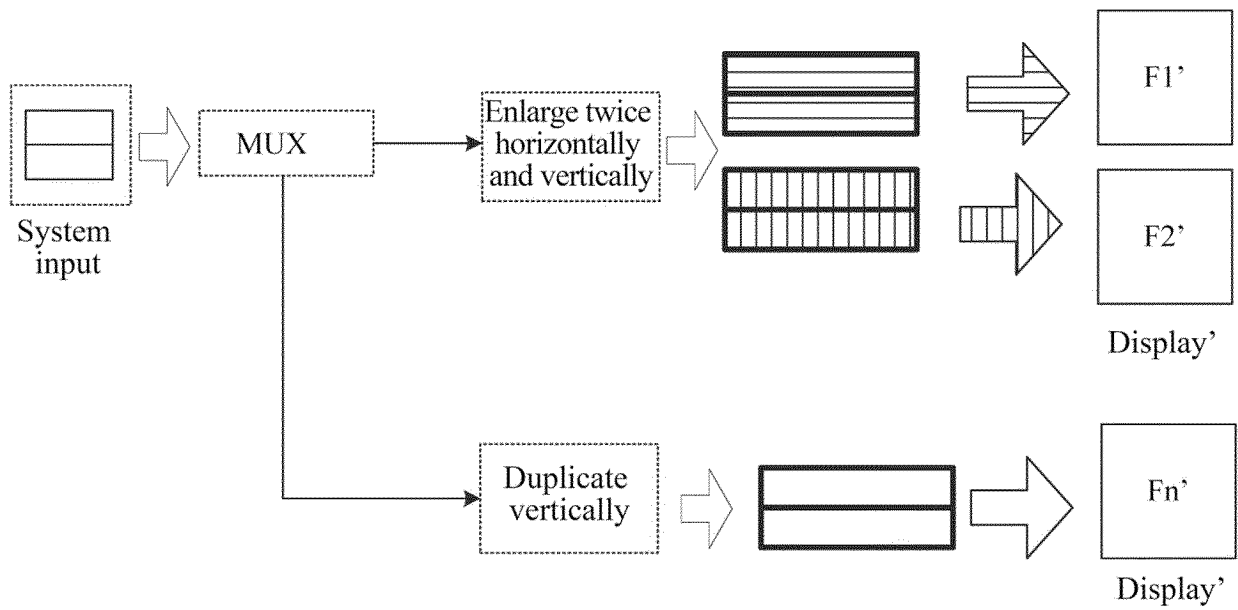 System
input
MUX
Enlarge twice
horizontally
and vertically
F1’
F2’
Display’
Duplicate
vertically
Fn’
Display’